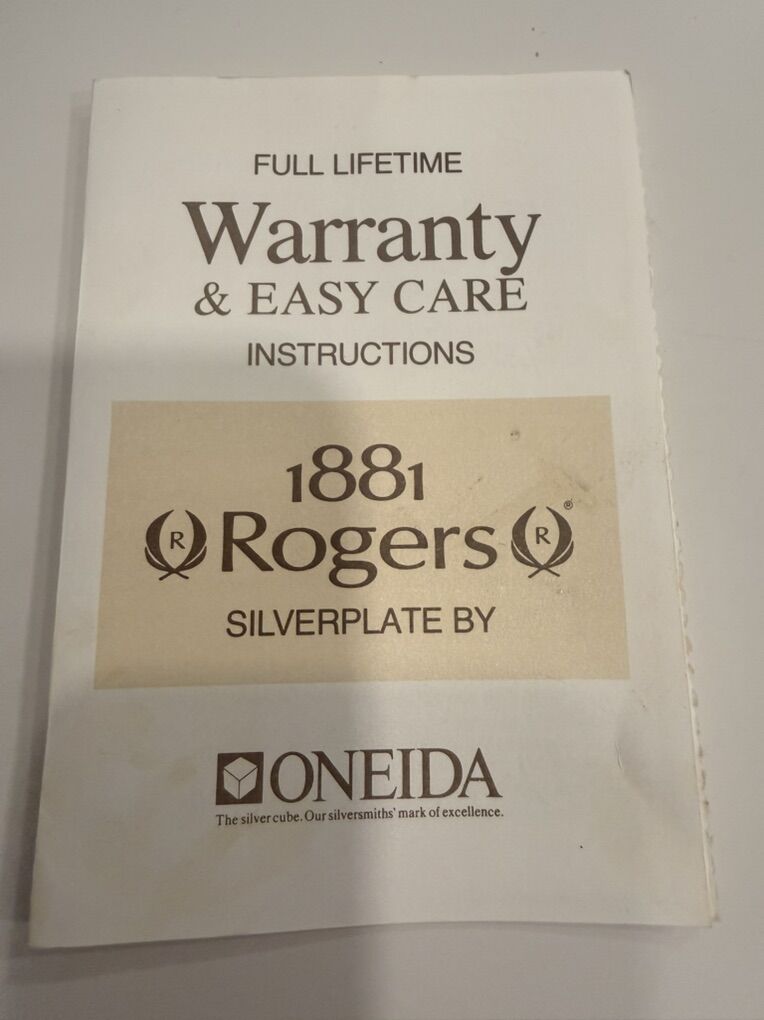 FULL LIFETIME
Warranty
& EASY CARE
INSTRUCTIONS
1881
R Rogers R ®
SILVERPLATE BY
ONEIDA
The silver cube. Our silversmiths' mark of excellence.